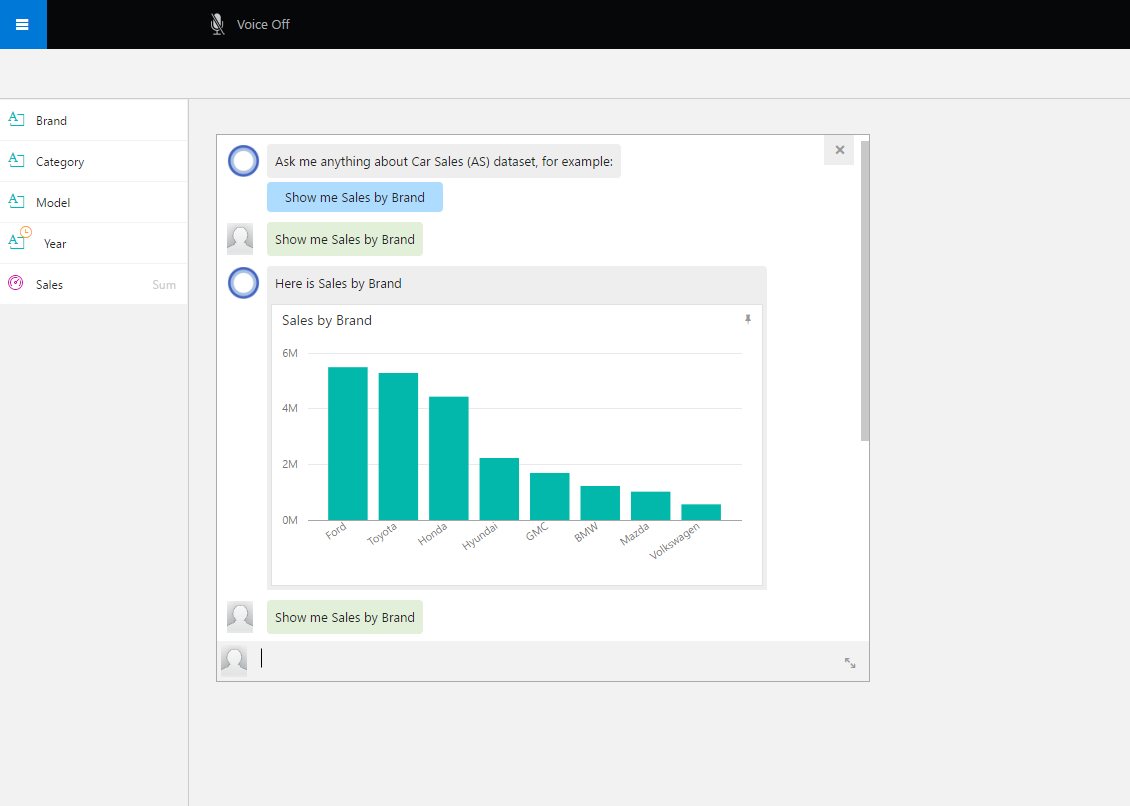 Voice Off
Brand
Category
Model
Year
Sales Sum
Ask me anything about Car Sales (AS) dataset, for example:
Show me Sales by Brand
Show me Sales by Brand
Here is Sales by Brand
Sales by Brand
6M
4M
2M
0M
Ford Toyota Honda Hyundai GMC BMW Mazda Volkswagen
Show me Sales by Brand